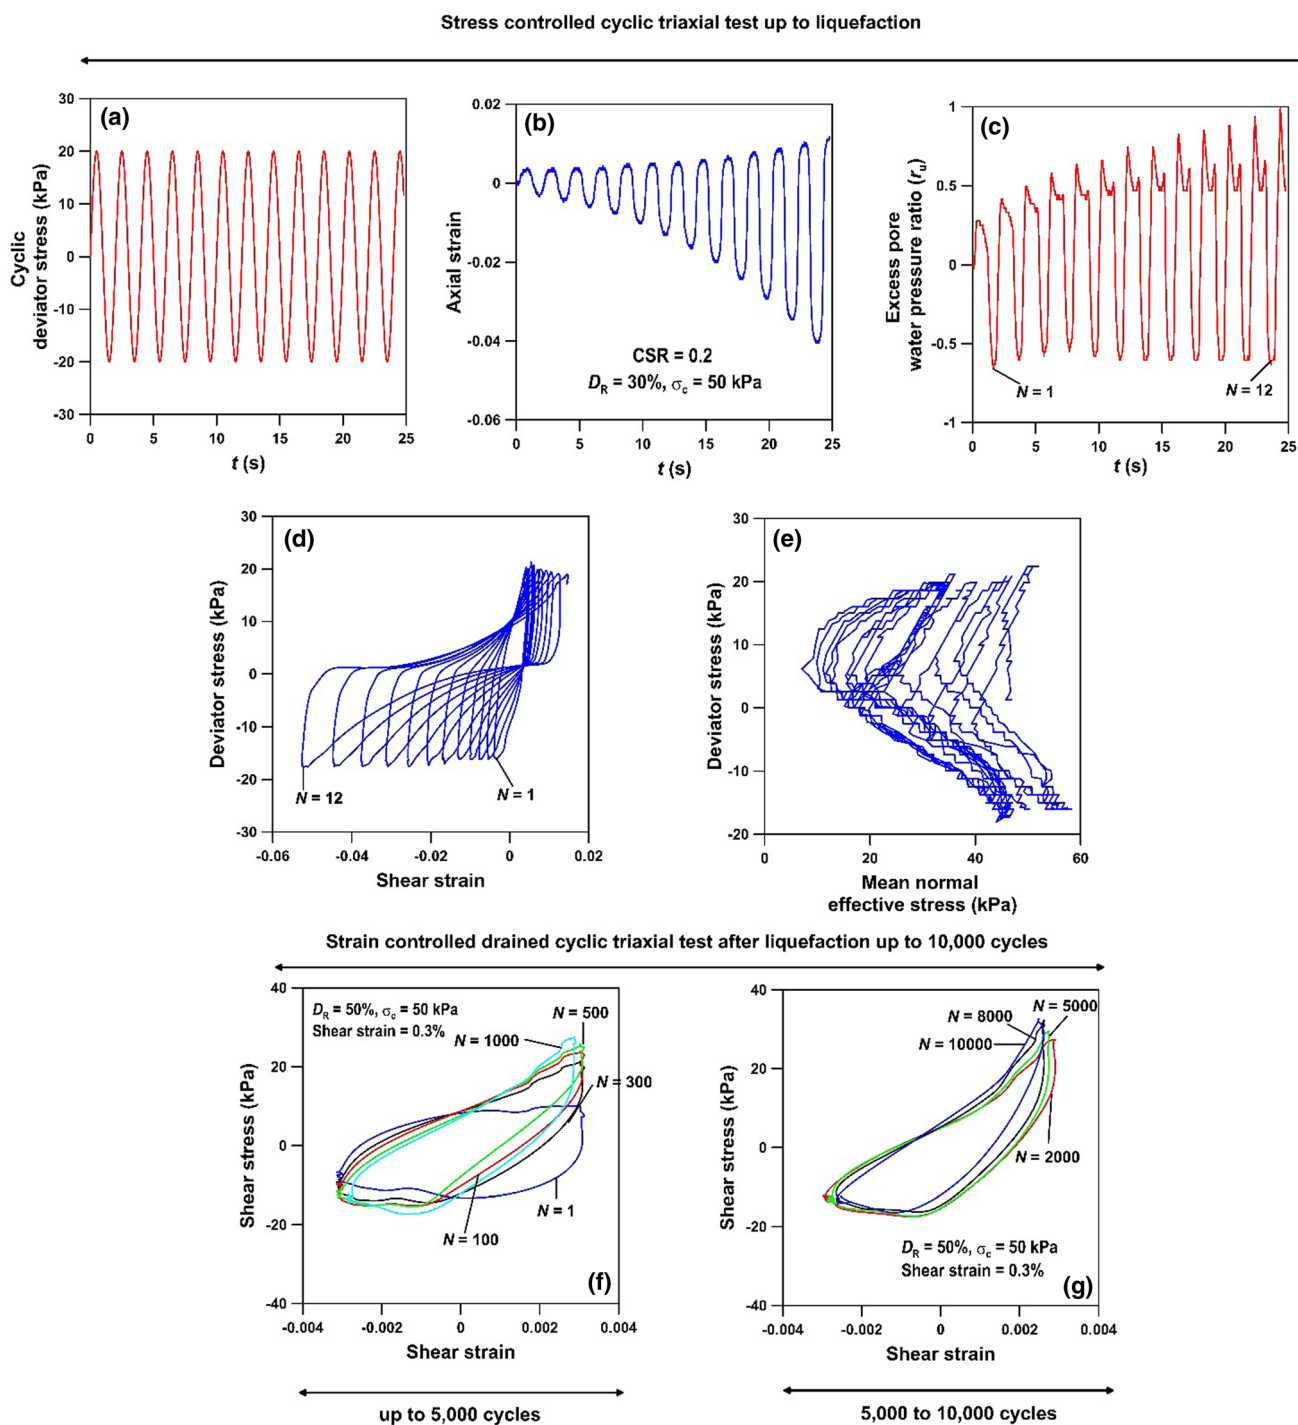 Stress controlled cyclic triaxial test up to liquefaction
(a)
Cyclic
deviator stress (kPa)
30
20
10
0
-10
-20
-30
0 5 10 15 20 25
t (s)
(b)
Axial strain
0.02
0
-0.02
-0.04
-0.06
CSR = 0.2
D_R = 30%, σ_c = 50 kPa
0 5 10 15 20 25
t (s)
(c)
Excess pore
water pressure ratio (r_u)
1
0.5
0
-0.5
-1
N = 1
N = 12
0 5 10 15 20 25
t (s)
(d)
Deviator stress (kPa)
30
20
10
0
-10
-20
-30
N = 12
N = 1
-0.06 -0.04 -0.02 0 0.02
Shear strain
(e)
Deviator stress (kPa)
30
20
10
0
-10
-20
0 20 40 60
Mean normal
effective stress (kPa)
Strain controlled drained cyclic triaxial test after liquefaction up to 10,000 cycles
Shear stress (kPa)
40
20
0
-20
-40
D_R = 50%, σ_c = 50 kPa
Shear strain = 0.3%
N = 500
N = 1000
N = 300
N = 1
N = 100
(f)
-0.004 -0.002 0 0.002 0.004
Shear strain
up to 5,000 cycles
Shear stress (kPa)
40
20
0
-20
-40
N = 8000
N = 5000
N = 10000
N = 2000
D_R = 50%, σ_c = 50 kPa
Shear strain = 0.3%
(g)
-0.004 -0.002 0 0.002 0.004
Shear strain
5,000 to 10,000 cycles